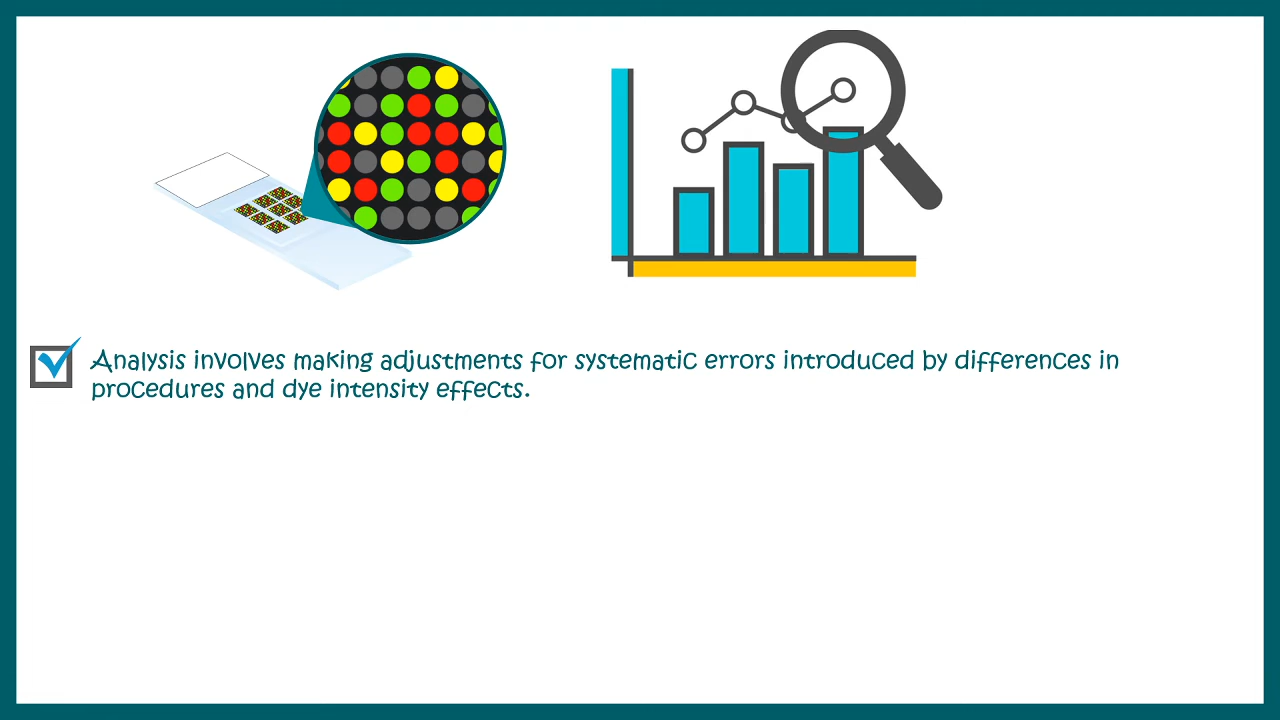 Analysis involves making adjustments for systematic errors introduced by differences in
procedures and dye intensity effects.